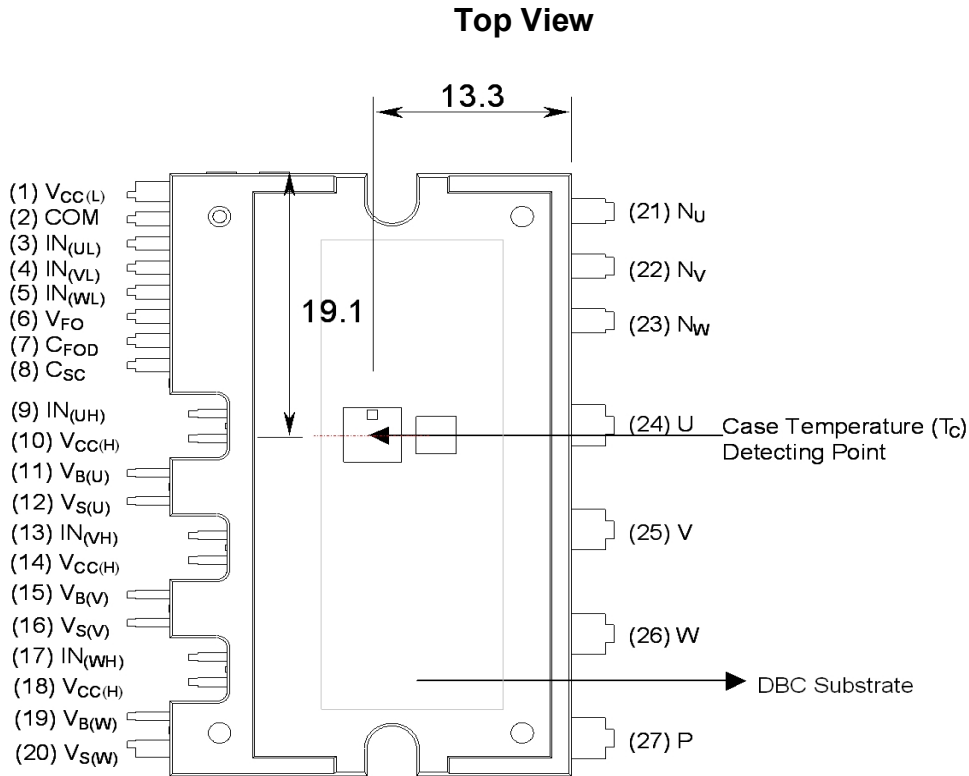 Top View
13.3
19.1
(1) VCC(L)
(2) COM
(3) IN(UL)
(4) IN(VL)
(5) IN(WL)
(6) VFO
(7) CFOD
(8) CSC
(9) IN(UH)
(10) VCC(H)
(11) VB(U)
(12) VS(U)
(13) IN(VH)
(14) VCC(H)
(15) VB(V)
(16) VS(V)
(17) IN(WH)
(18) VCC(H)
(19) VB(W)
(20) VS(W)
(21) NU
(22) NV
(23) NW
(24) U
Case Temperature (TC)
Detecting Point
(25) V
(26) W
DBC Substrate
(27) P